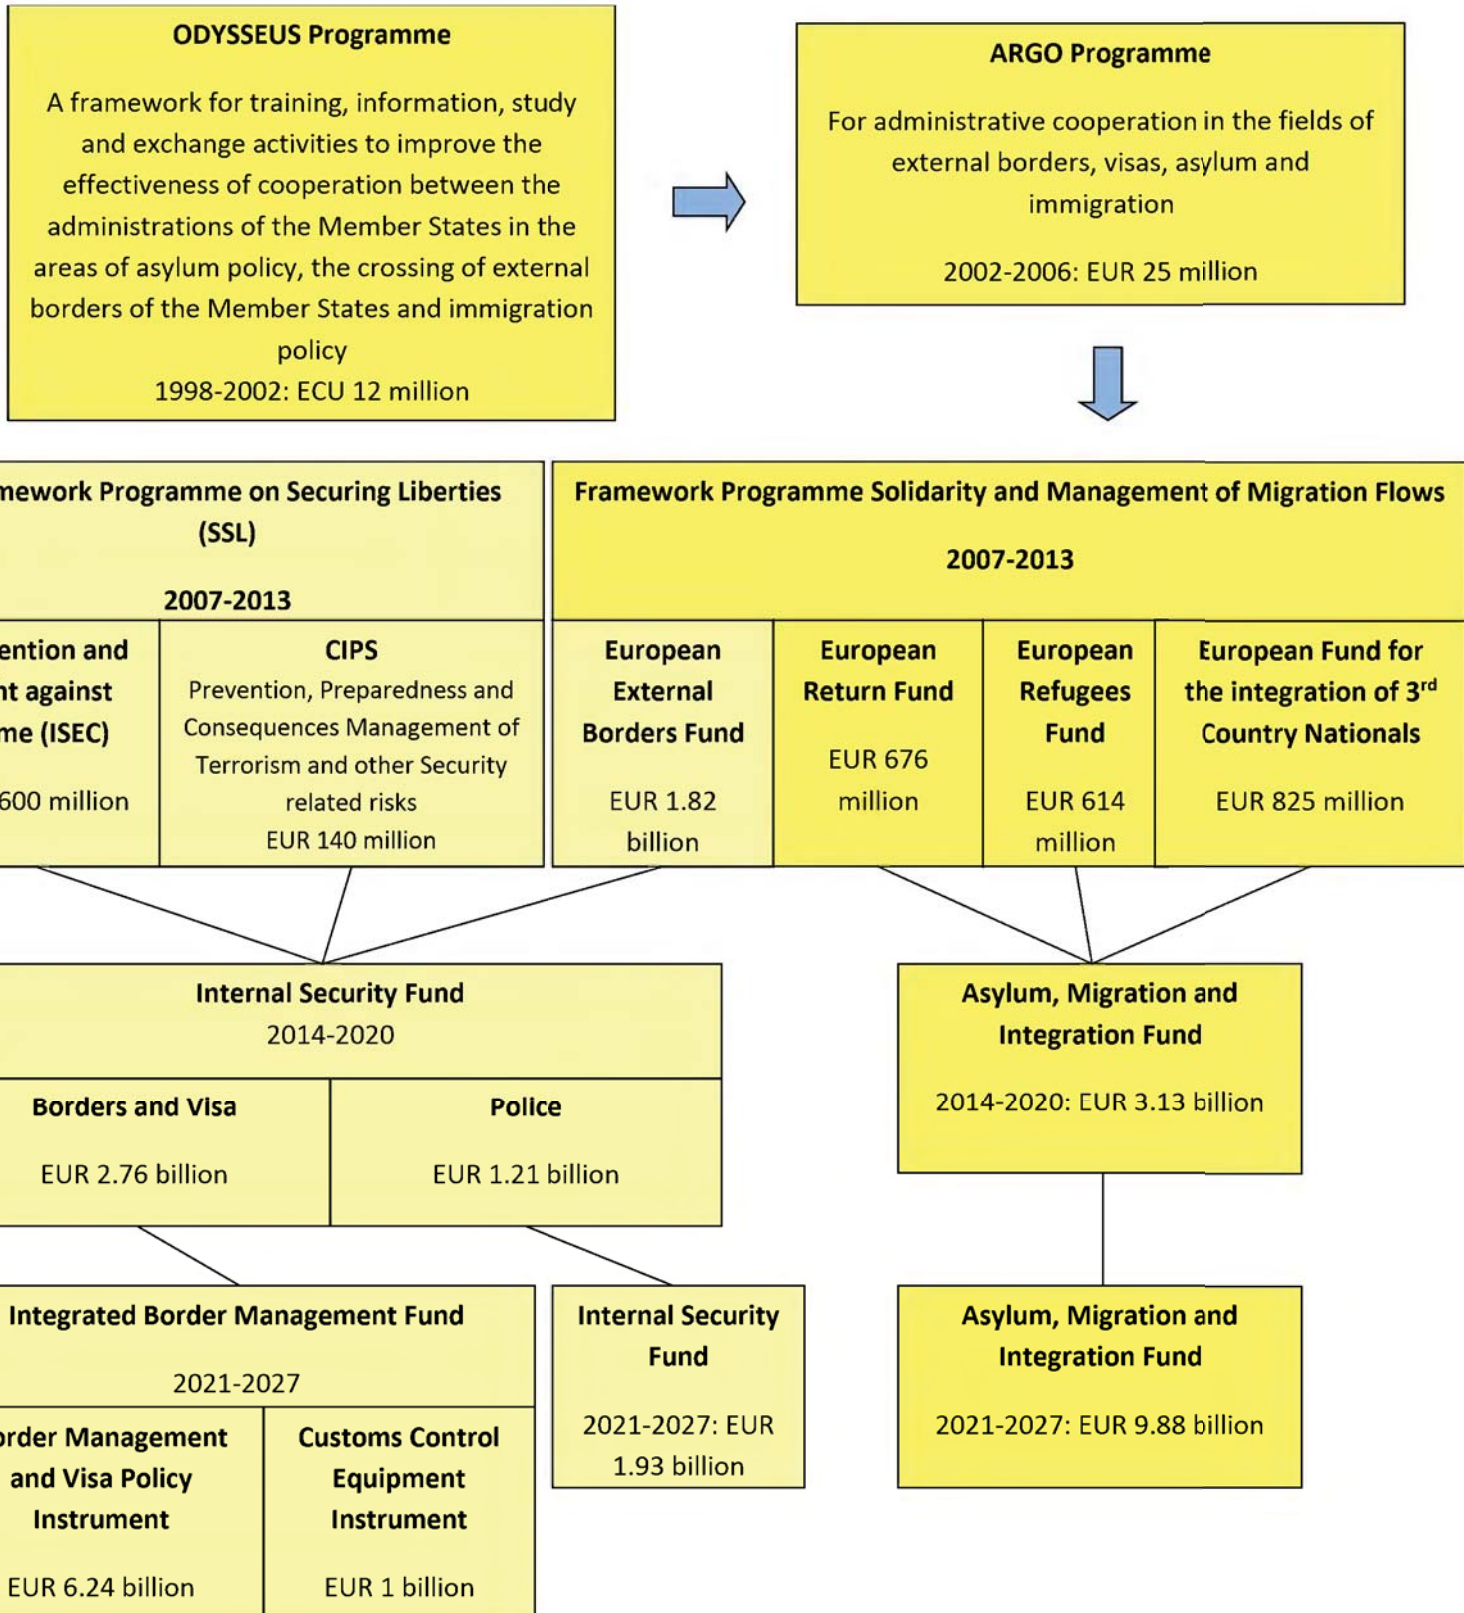 ODYSSEUS Programme
A framework for training, information, study
and exchange activities to improve the
effectiveness of cooperation between the
administrations of the Member States in the
areas of asylum policy, the crossing of external
borders of the Member States and immigration
policy
1998-2002: ECU 12 million
ARGO Programme
For administrative cooperation in the fields of
external borders, visas, asylum and
immigration
2002-2006: EUR 25 million
Programme on Securing Liberties
(SSL)
2007-2013
and
against
(ISEC)
600 million
CIPS
Prevention, Preparedness and
Consequences Management of
Terrorism and other Security
related risks
EUR 140 million
Framework Programme Solidarity and Management of Migration Flows
2007-2013
European
External
Borders Fund
EUR 1.82
billion
European
Return Fund
EUR 676
million
European
Refugees
Fund
EUR 614
million
European Fund for
the integration of 3rd
Country Nationals
EUR 825 million
Internal Security Fund
2014-2020
Borders and Visa
EUR 2.76 billion
Police
EUR 1.21 billion
Asylum, Migration and
Integration Fund
2014-2020: EUR 3.13 billion
Integrated Border Management Fund
2021-2027
Management
and Visa Policy
Instrument
EUR 6.24 billion
Customs Control
Equipment
Instrument
EUR 1 billion
Internal Security
Fund
2021-2027: EUR
1.93 billion
Asylum, Migration and
Integration Fund
2021-2027: EUR 9.88 billion